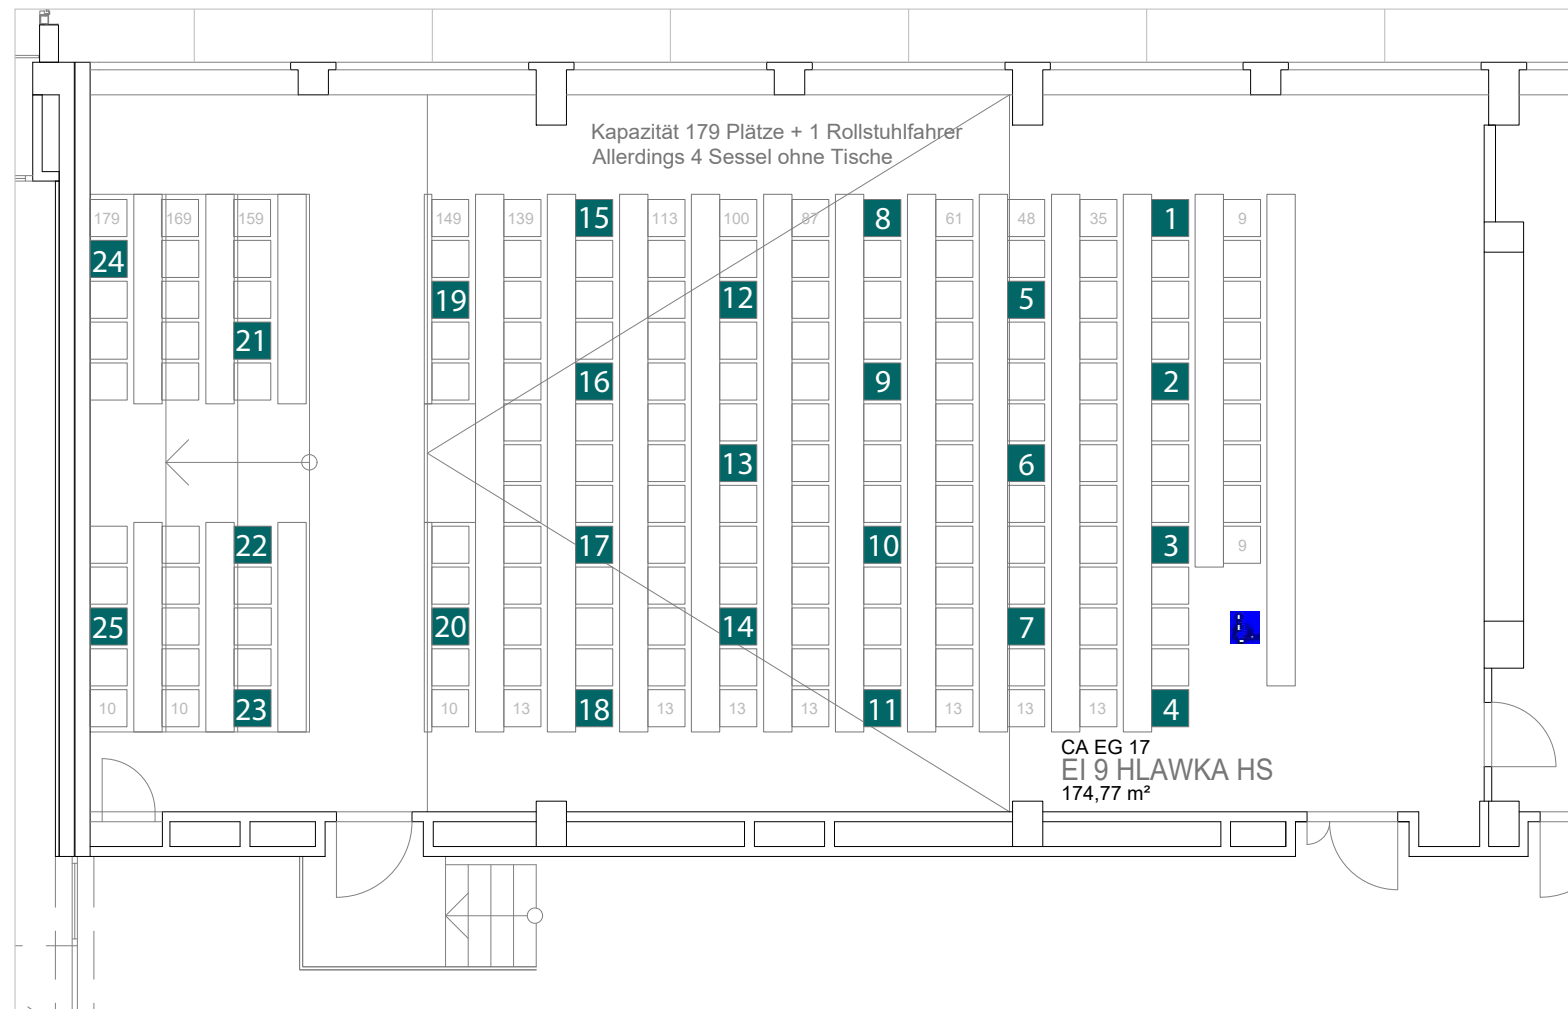 Kapazität 179 Plätze + 1 Rollstuhlfahrer
Allerdings 4 Sessel ohne Tische
179 169 159 149 139 15 113 100 87 8 61 48 35 1 9
24
19 12 5
21
16 9 2
13 6
22 17 10 3 9
25 20 14 7
10 10 23 10 13 18 13 13 13 11 13 13 13 4
CA EG 17
EI 9 HLAWKA HS
174,77 m²